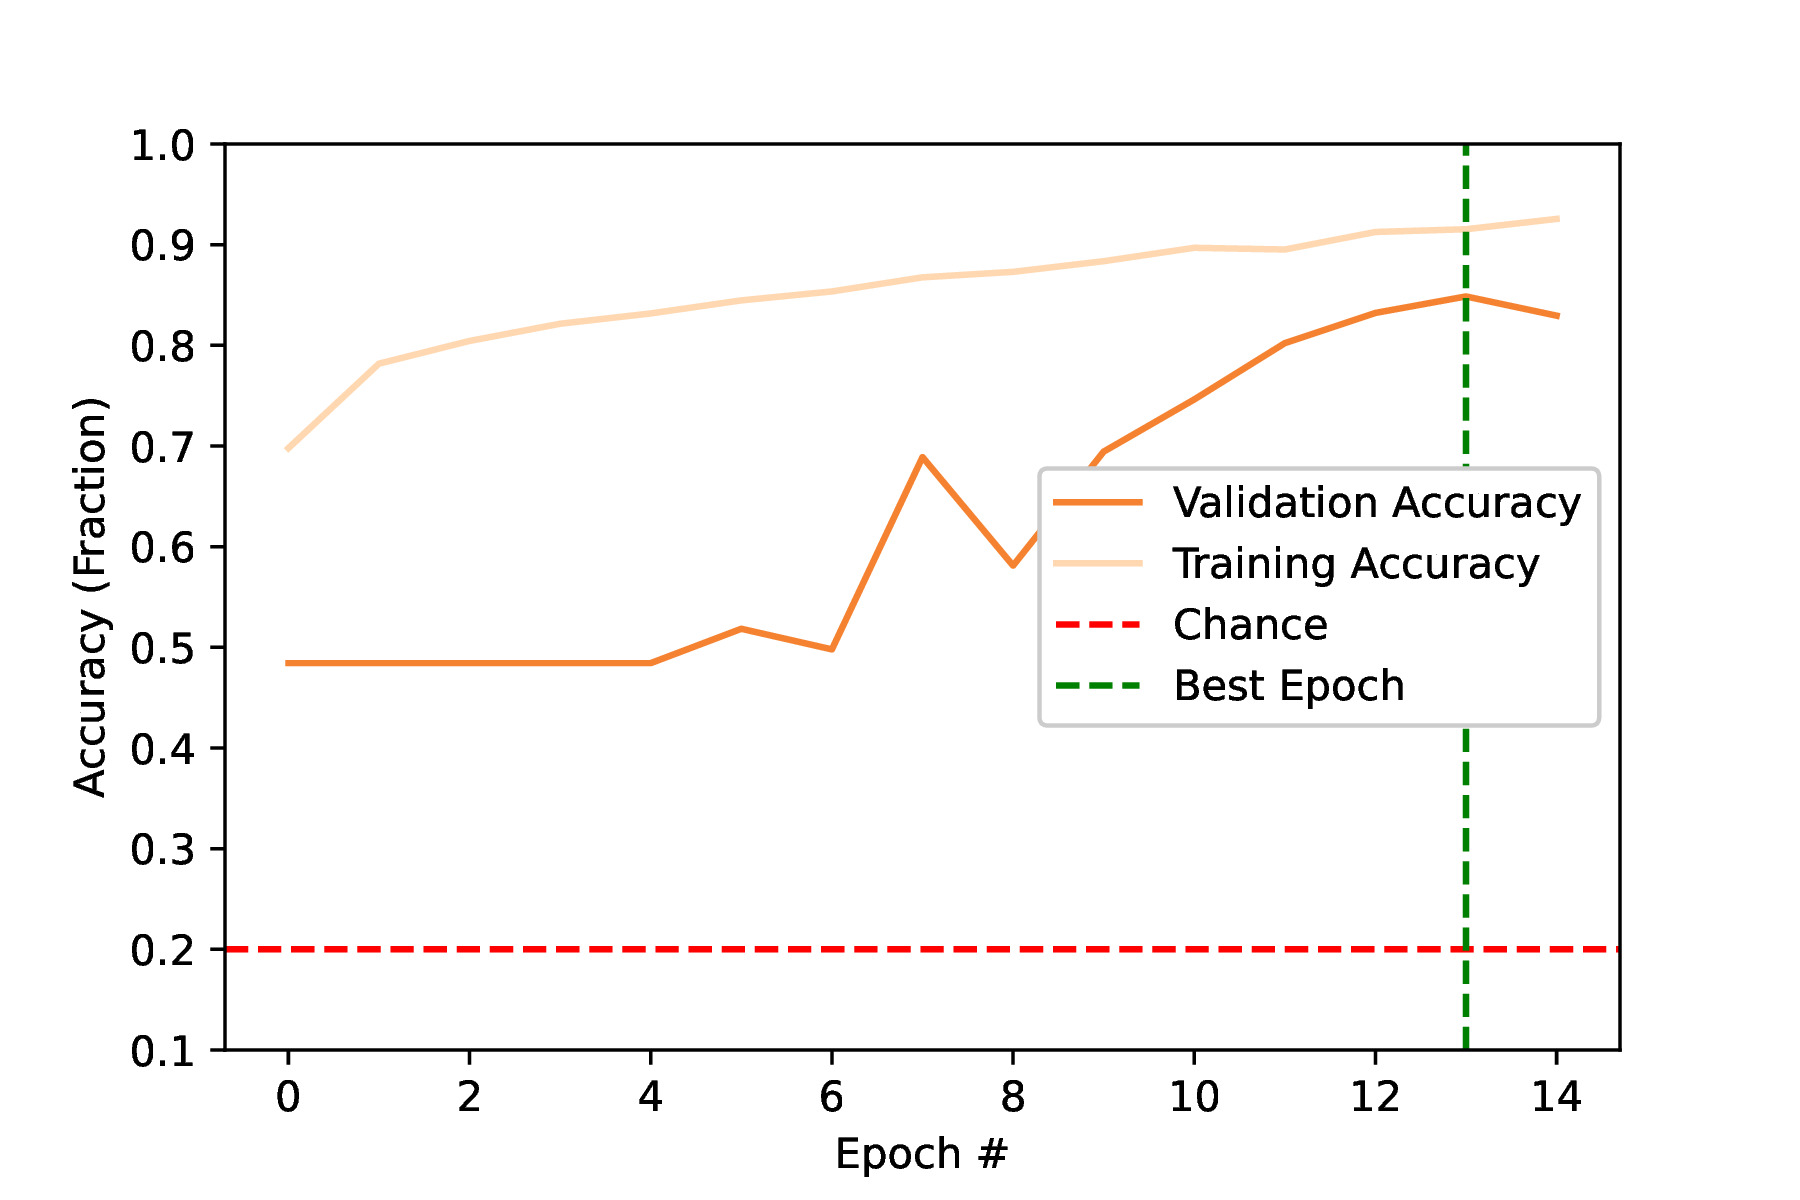 1.0
0.9
0.8
0.7
0.6
0.5
0.4
0.3
0.2
0.1
Accuracy (Fraction)
Validation Accuracy
Training Accuracy
Chance
Best Epoch
0 2 4 6 8 10 12 14
Epoch #